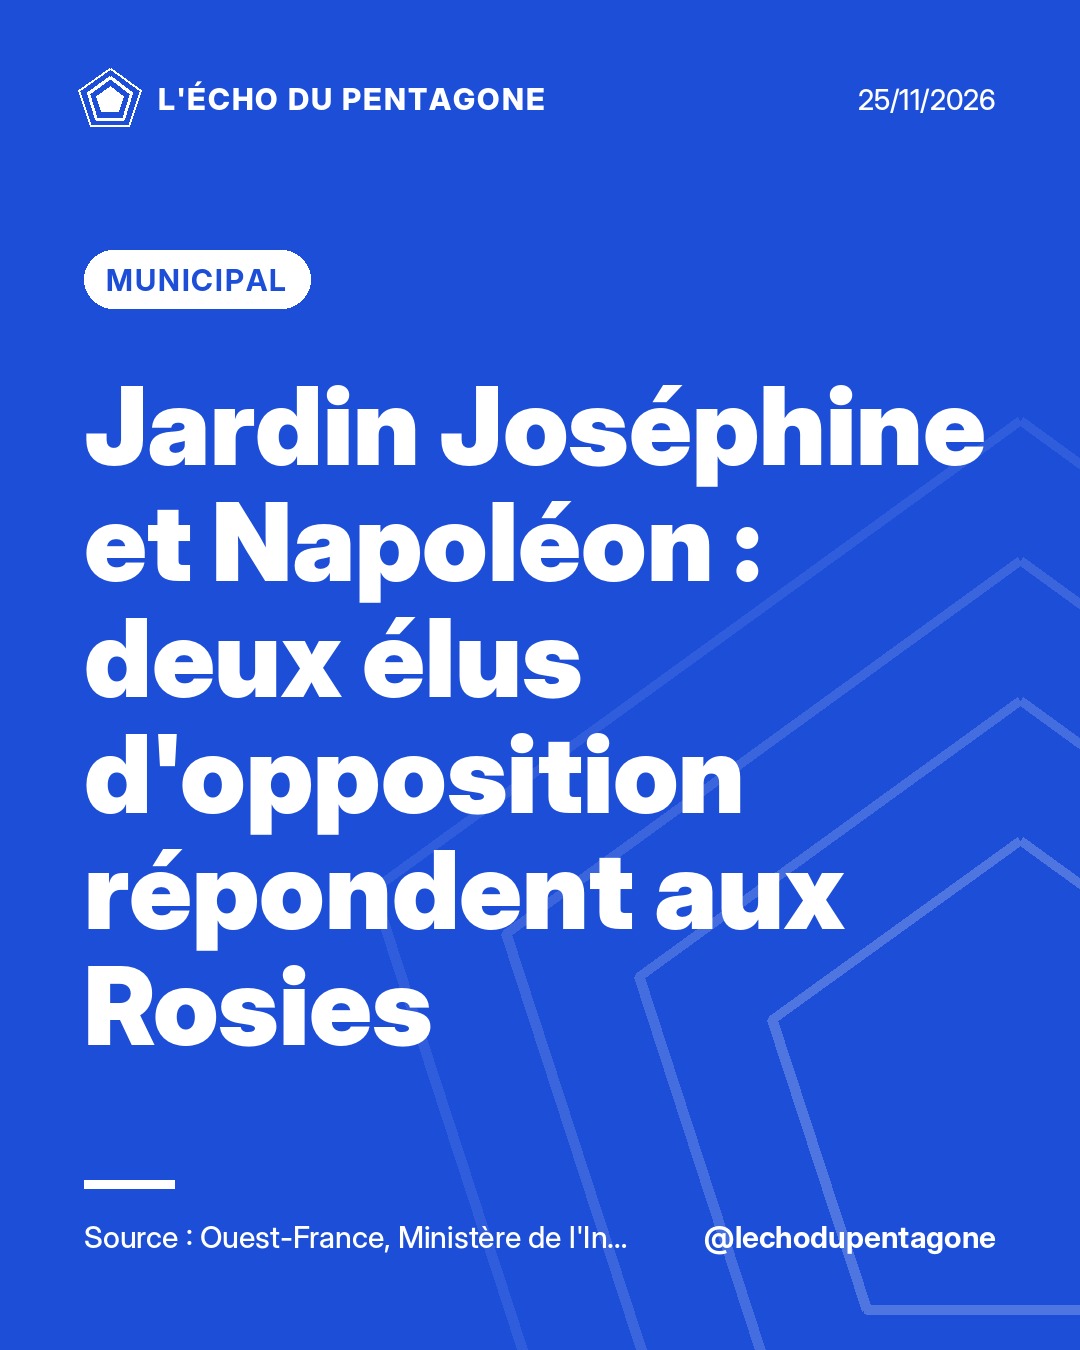 L'ÉCHO DU PENTAGONE
25/11/2026
MUNICIPAL
Jardin Joséphine
et Napoléon :
deux élus
d'opposition
répondent aux
Rosies
Source : Ouest-France, Ministère de l'In...
@lechodupentagone